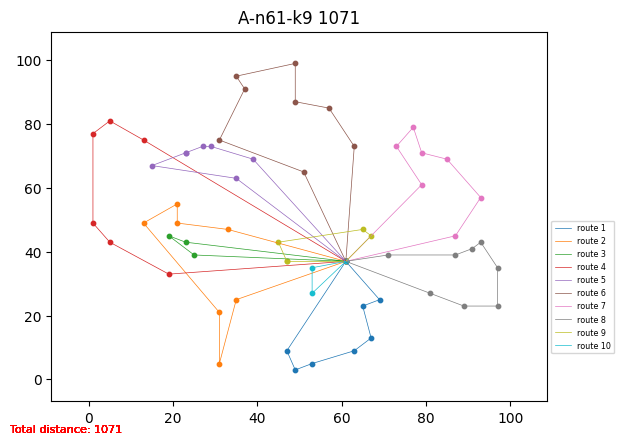 A-n61-k9 1071
100
80
60
40
20
0
0 20 40 60 80 100
route 1
route 2
route 3
route 4
route 5
route 6
route 7
route 8
route 9
route 10
Total distance: 1071